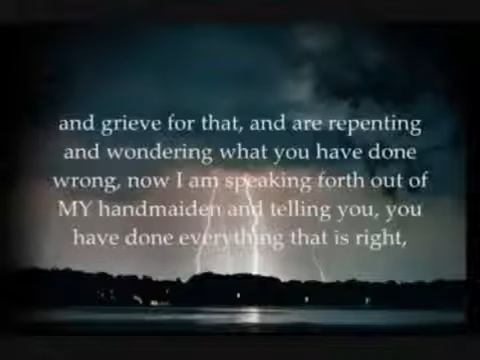 and grieve for that, and are repenting
and wondering what you have done
wrong, now I am speaking forth out of
MY handmaiden and telling you, you
have done everything that is right,